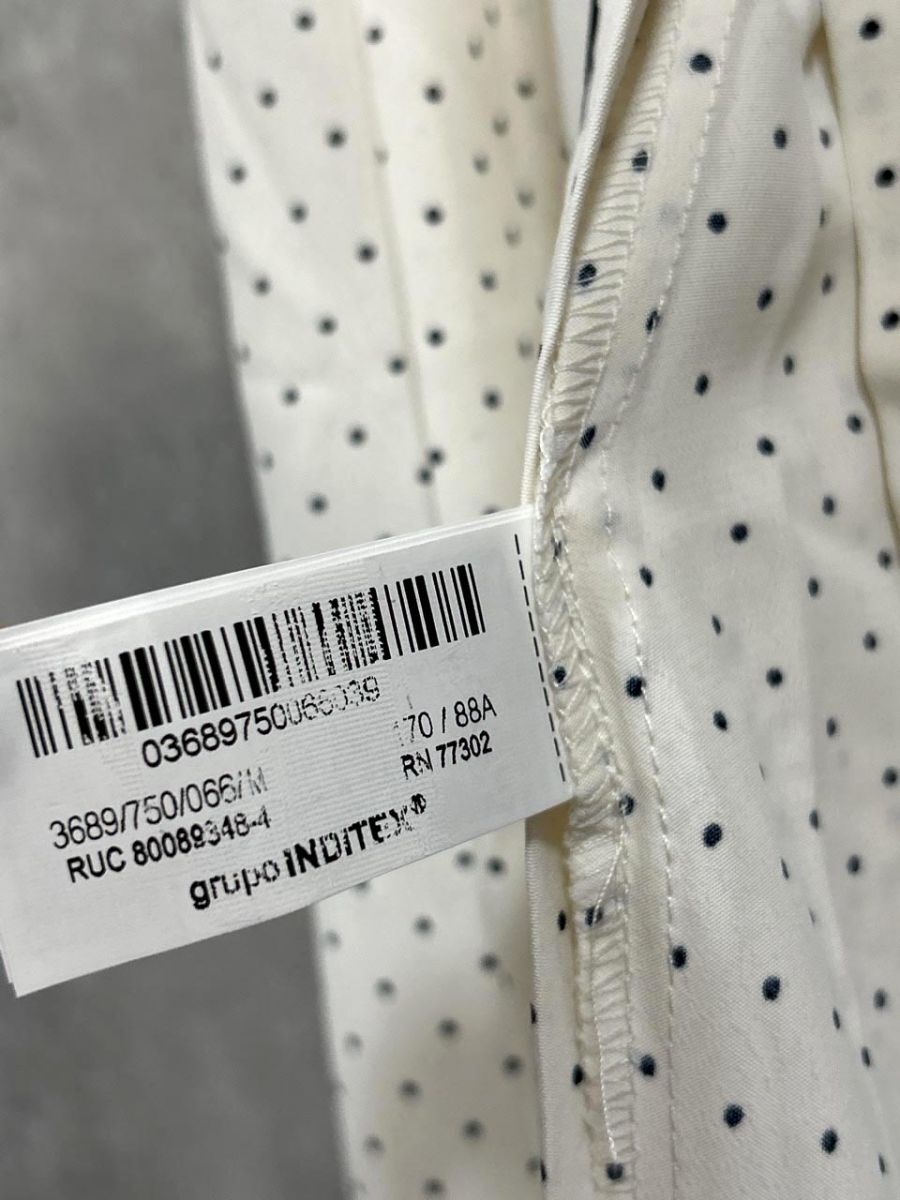 03689750066039
170 / 88A
3689/750/066/M
RN 77302
RUC 80089348-4
grupo INDITEX®